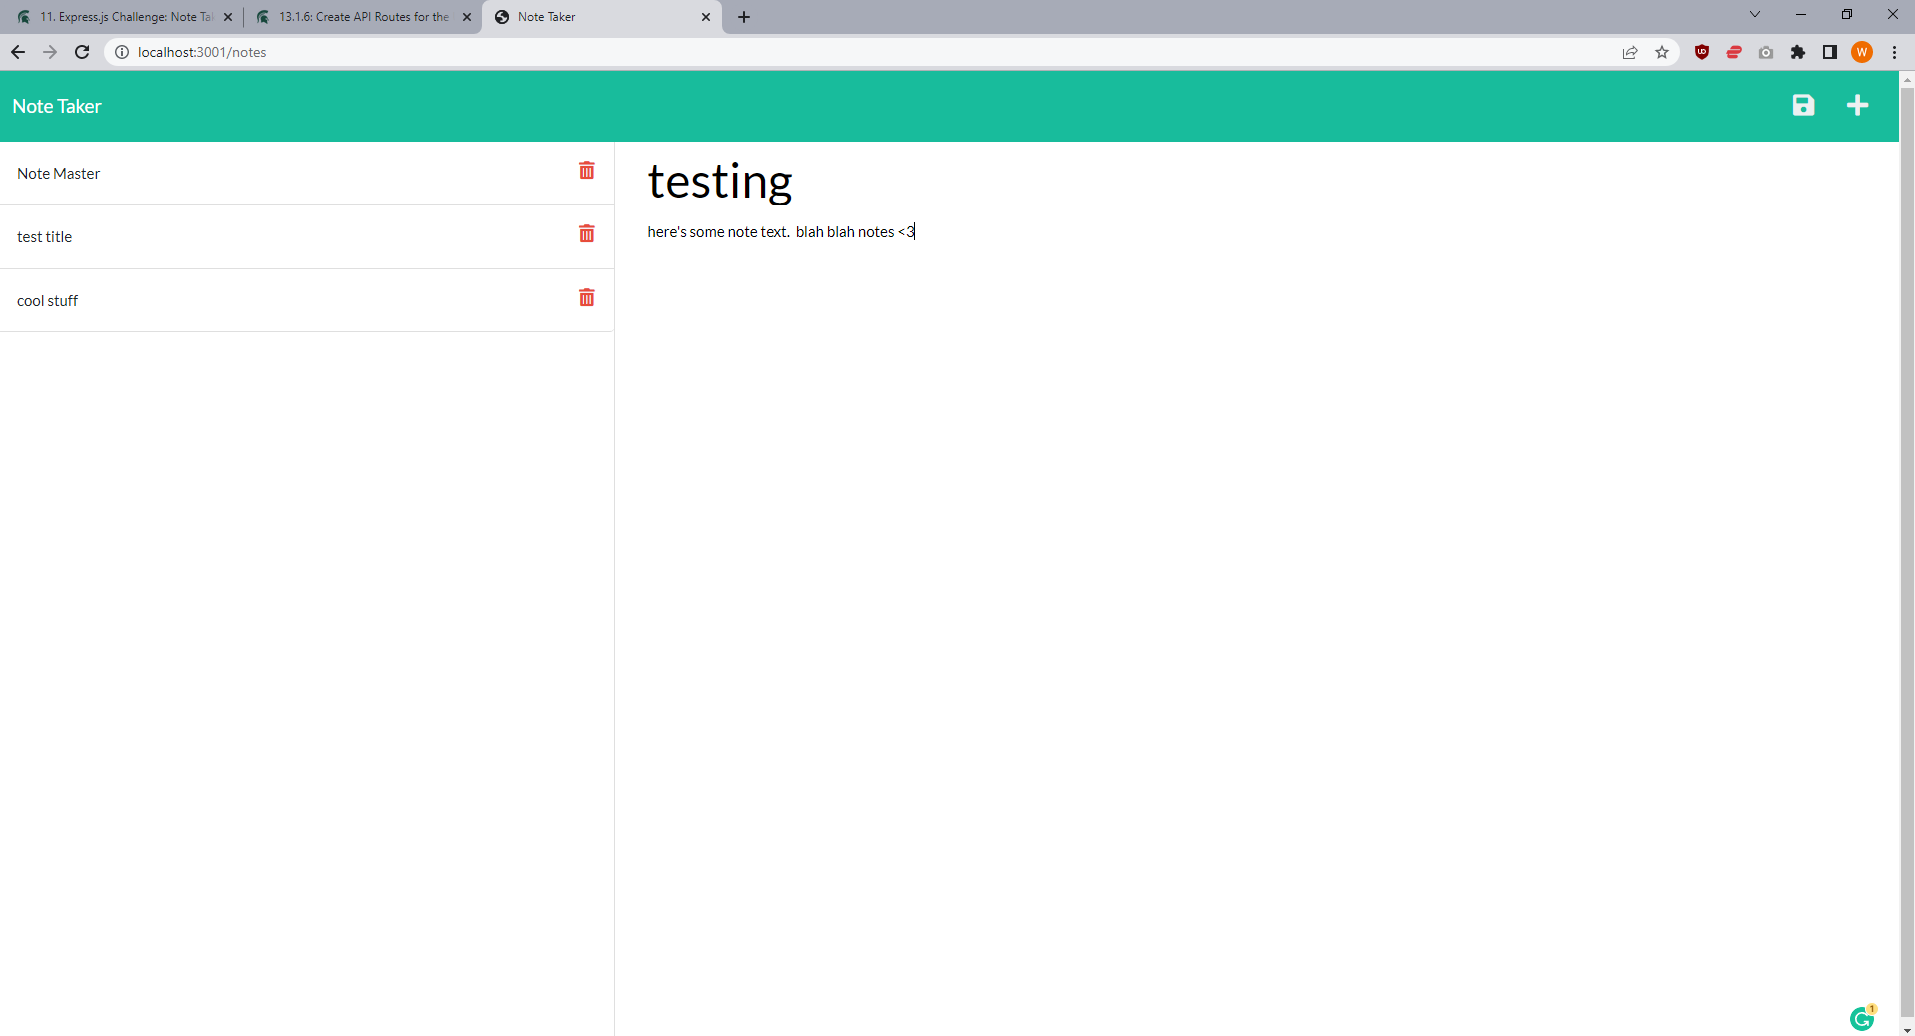 11. Express.js Challenge: Note Ta
13.1.6: Create API Routes for the
Note Taker
localhost:3001/notes
W
Note Taker
Note Master
test title
cool stuff
testing
here's some note text.  blah blah notes <3
1